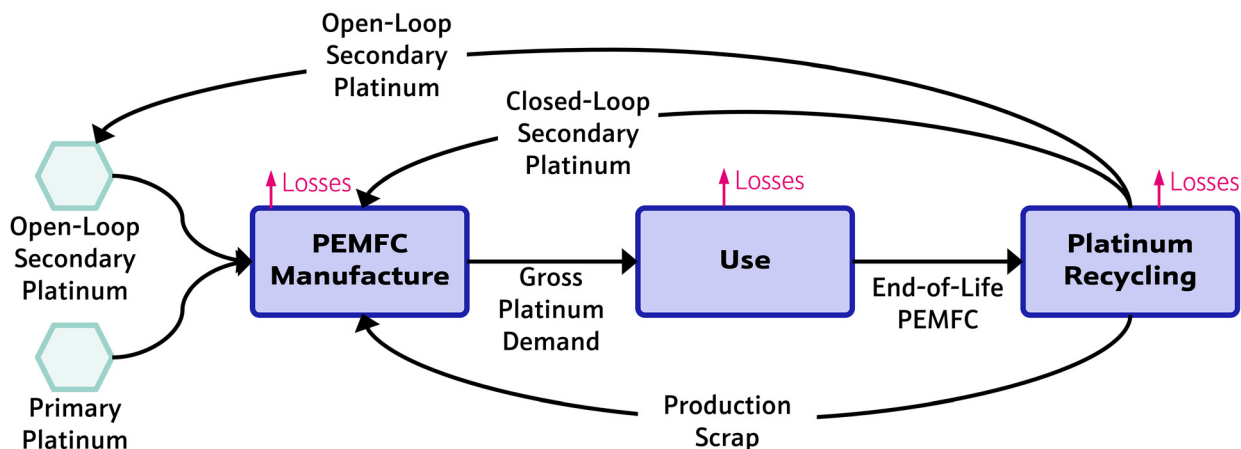 Open-Loop
Secondary
Platinum
Closed-Loop
Secondary
Platinum
Losses
Losses
Losses
Open-Loop
Secondary
Platinum
PEMFC
Manufacture
Gross
Platinum
Demand
Use
End-of-Life
PEMFC
Platinum
Recycling
Primary
Platinum
Production
Scrap